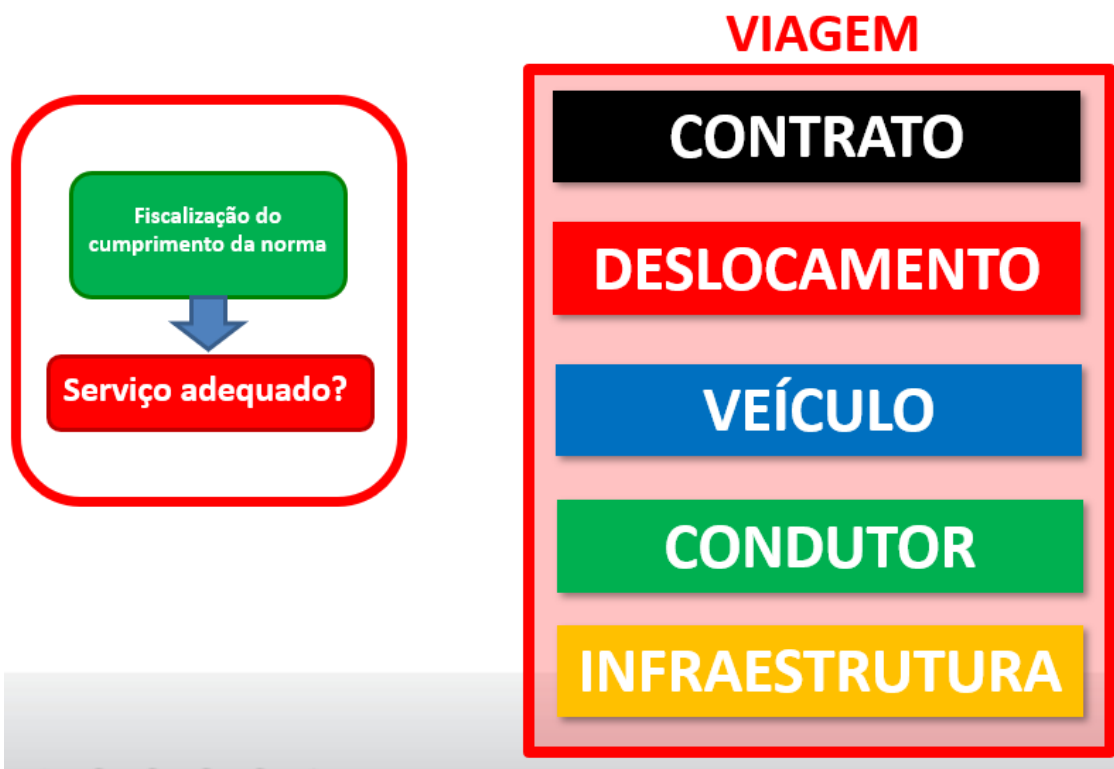 VIAGEM
Fiscalização do
cumprimento da norma
Serviço adequado?
CONTRATO
DESLOCAMENTO
VEÍCULO
CONDUTOR
INFRAESTRUTURA